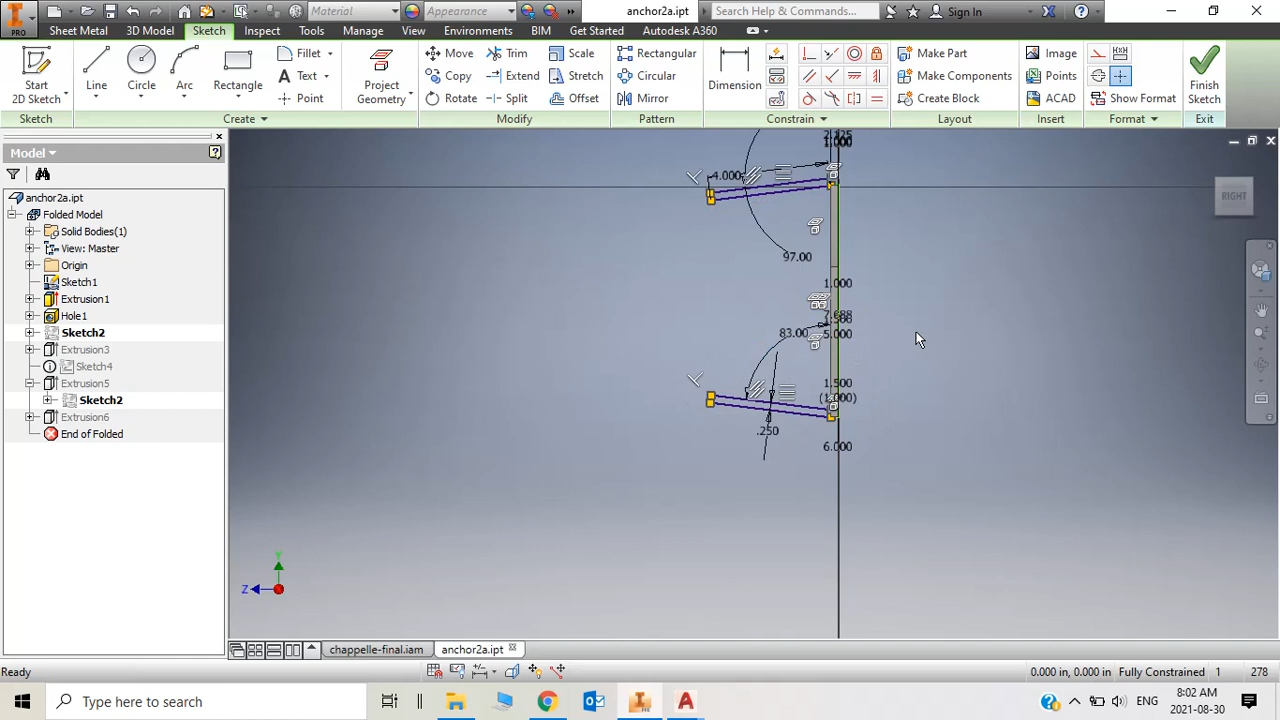 PRO
Material
Appearance
anchor2a.ipt
Search Help & Commands...
Sign In
Sheet Metal
3D Model
Sketch
Inspect
Tools
Manage
View
Environments
BIM
Get Started
Autodesk A360
Start
2D Sketch
Line
Circle
Arc
Rectangle
Fillet
Text
Point
Project
Geometry
Move
Copy
Rotate
Trim
Extend
Split
Scale
Stretch
Offset
Rectangular
Circular
Mirror
Dimension
Make Part
Make Components
Create Block
Image
Points
ACAD
Show Format
Finish
Sketch
Sketch
Create
Modify
Pattern
Constrain
Layout
Insert
Format
Exit
Model
anchor2a.ipt
Folded Model
Solid Bodies(1)
View: Master
Origin
Sketch1
Extrusion1
Hole1
Sketch2
Extrusion3
Sketch4
Extrusion5
Sketch2
Extrusion6
End of Folded
4.000
97.00
1.000
83.00
5.000
1.500
(1.000)
.250
6.000
RIGHT
Y
Z
chappelle-final.iam
anchor2a.ipt
Ready
0.000 in, 0.000 in
Fully Constrained
1
278
Type here to search
ENG
8:02 AM
2021-08-30